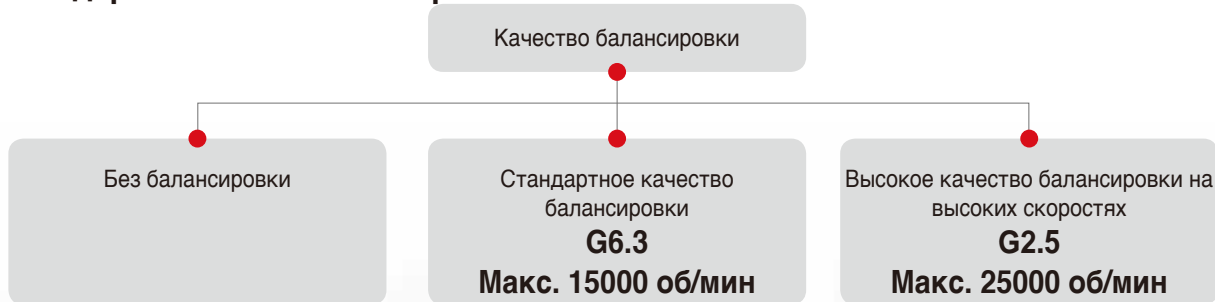 Качество балансировки
Без балансировки
Стандартное качество
балансировки
G6.3
Макс. 15000 об/мин
Высокое качество балансировки на
высоких скоростях
G2.5
Макс. 25000 об/мин